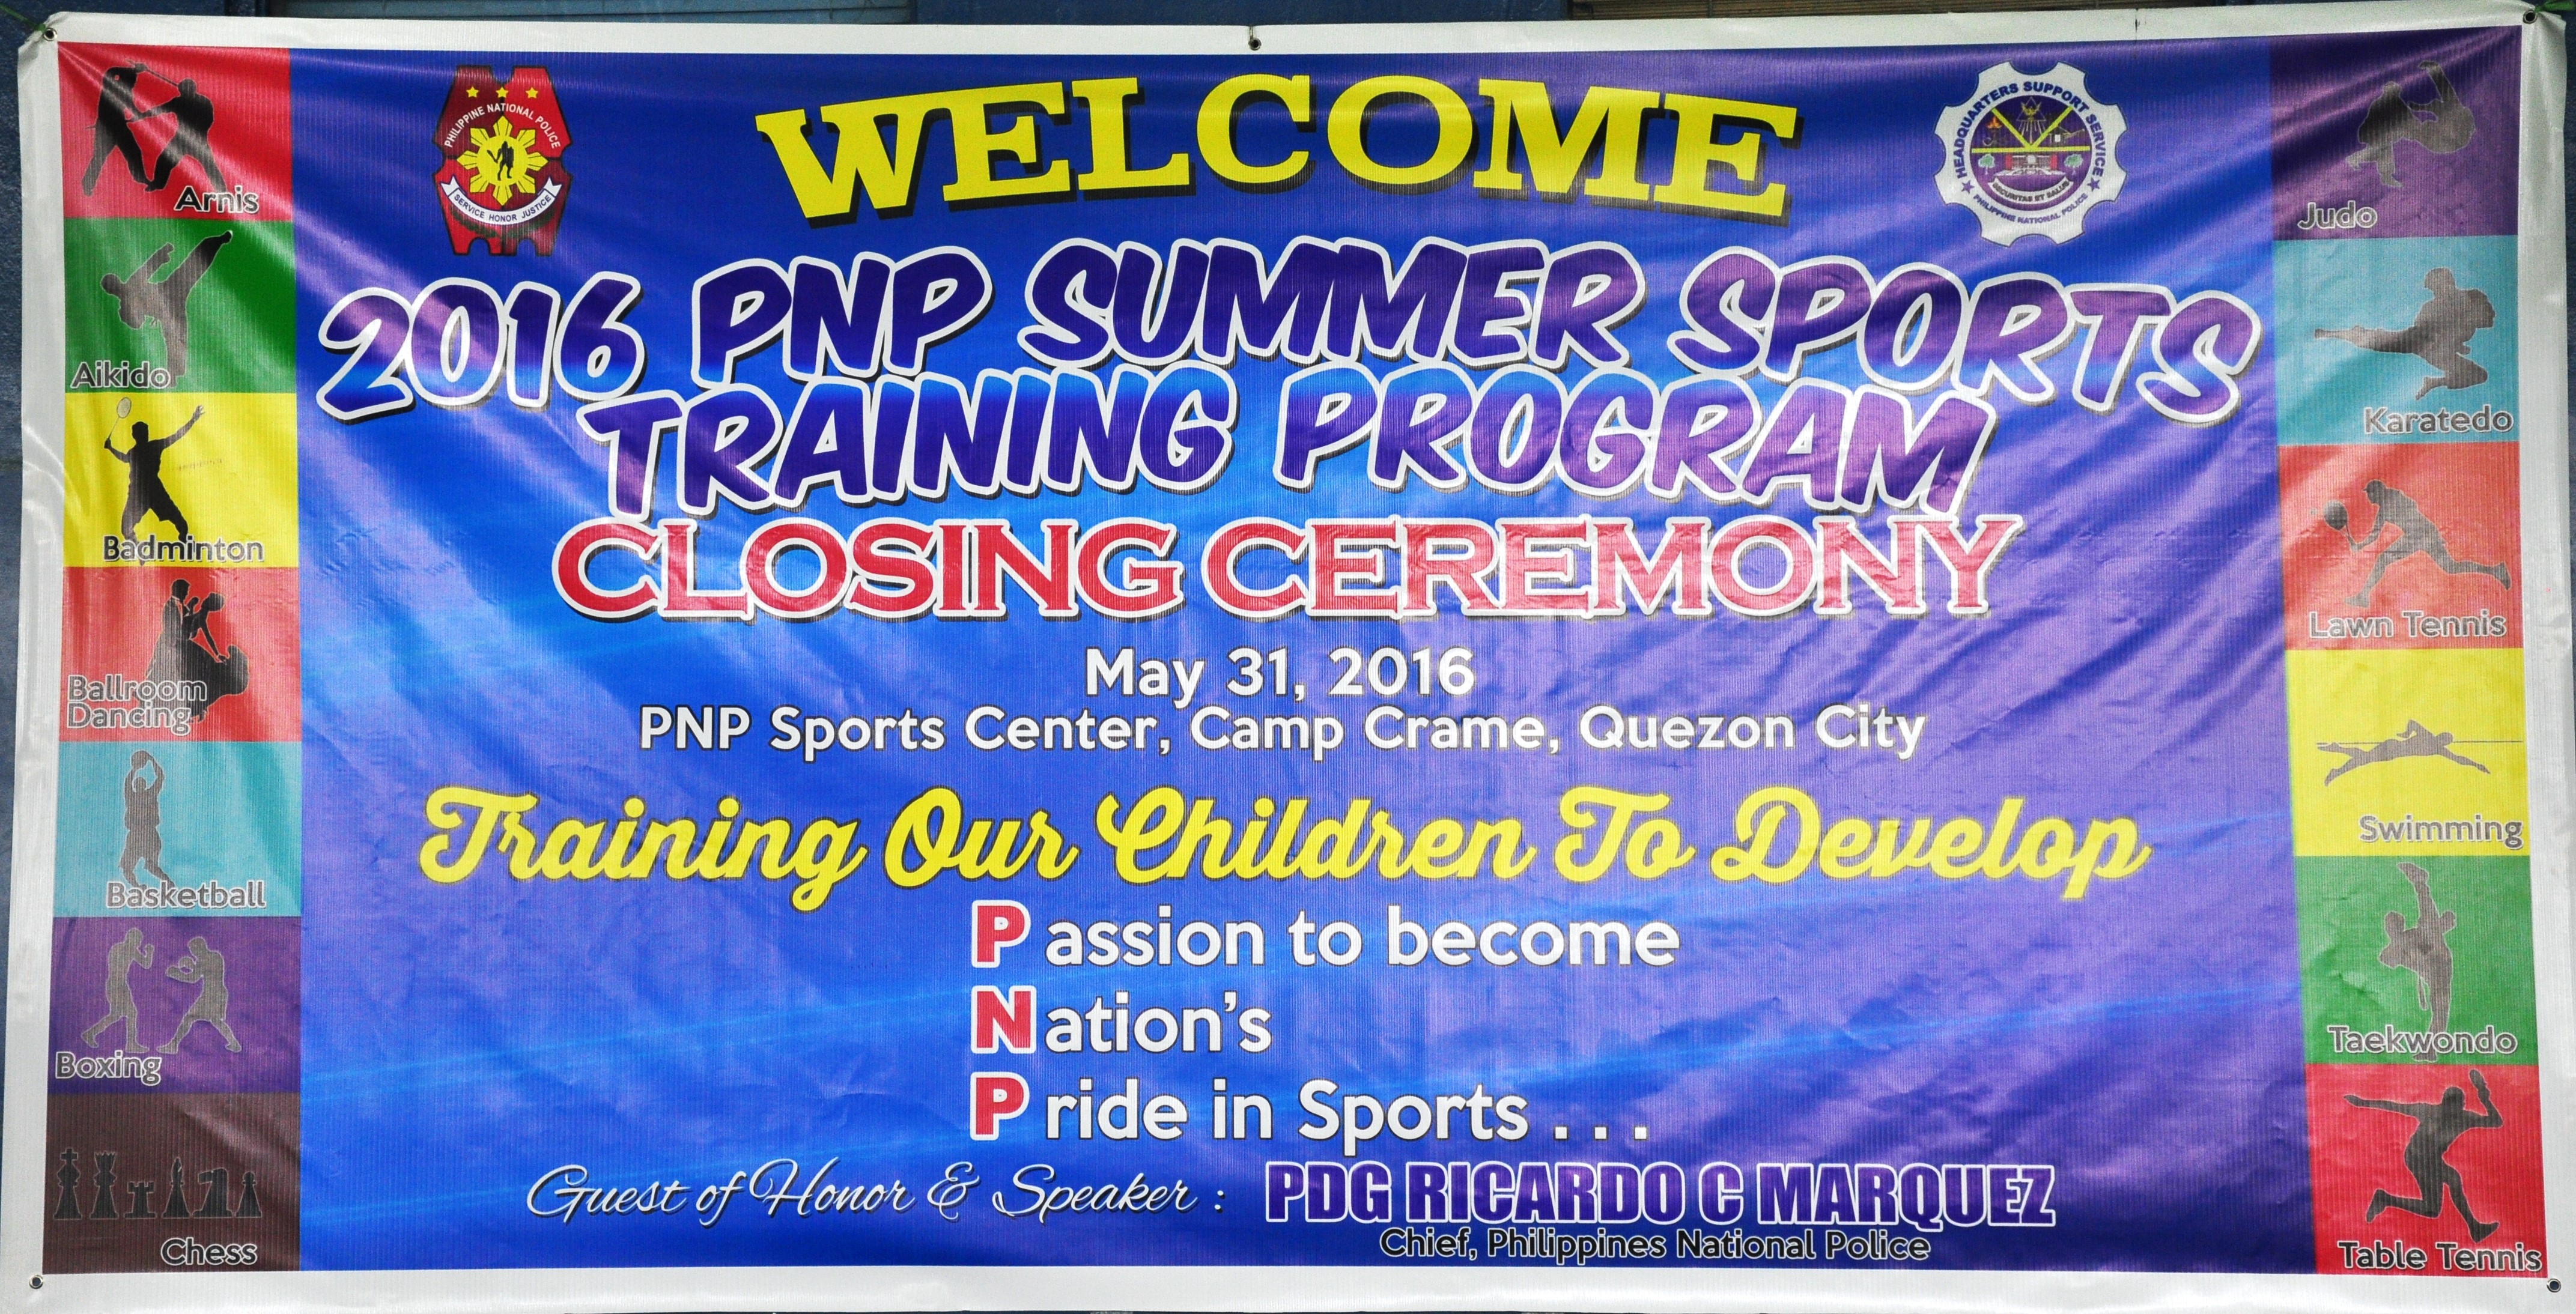 WELCOME
PHILIPPINE NATIONAL POLICE
SERVICE HONOR JUSTICE
HEADQUARTERS SUPPORT SERVICE
SECURITAS ET SALUS
PHILIPPINE NATIONAL POLICE
2016 PNP SUMMER SPORTS
TRAINING PROGRAM
CLOSING CEREMONY
May 31, 2016
PNP Sports Center, Camp Crame, Quezon City
Training Our Children To Develop
Passion to become
Nation's
Pride in Sports . . .
Guest of Honor & Speaker : PDG RICARDO C MARQUEZ
Chief, Philippines National Police
Arnis
Aikido
Badminton
Ballroom
Dancing
Basketball
Boxing
Chess
Judo
Karatedo
Lawn Tennis
Swimming
Taekwondo
Table Tennis